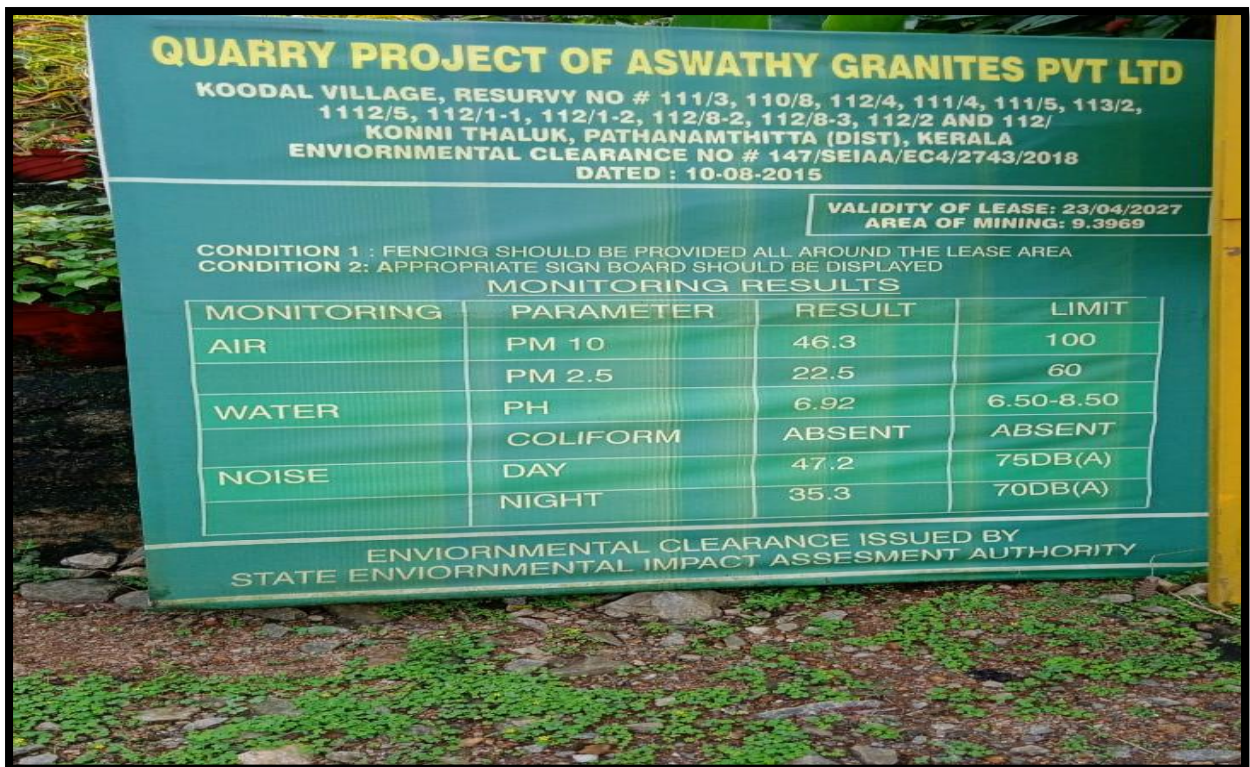 QUARRY PROJECT OF ASWATHY GRANITES PVT LTD
KOODAL VILLAGE, RESURVY NO # 111/3, 110/8, 112/4, 111/4, 111/5, 113/2,
1112/5, 112/1-1, 112/1-2, 112/8-2, 112/8-3, 112/2 AND 112/
KONNI THALUK, PATHANAMTHITTA (DIST), KERALA
ENVIORNMENTAL CLEARANCE NO # 147/SEIAA/EC4/2743/2018
DATED : 10-08-2015
VALIDITY OF LEASE: 23/04/2027
AREA OF MINING: 9.3969
CONDITION 1 : FENCING SHOULD BE PROVIDED ALL AROUND THE LEASE AREA
CONDITION 2: APPROPRIATE SIGN BOARD SHOULD BE DISPLAYED
MONITORING RESULTS
MONITORING PARAMETER RESULT LIMIT
AIR PM 10 46.3 100
PM 2.5 22.5 60
WATER PH 6.92 6.50-8.50
COLIFORM ABSENT ABSENT
NOISE DAY 47.2 75DB(A)
NIGHT 35.3 70DB(A)
ENVIORNMENTAL CLEARANCE ISSUED BY
STATE ENVIORNMENTAL IMPACT ASSESMENT AUTHORITY